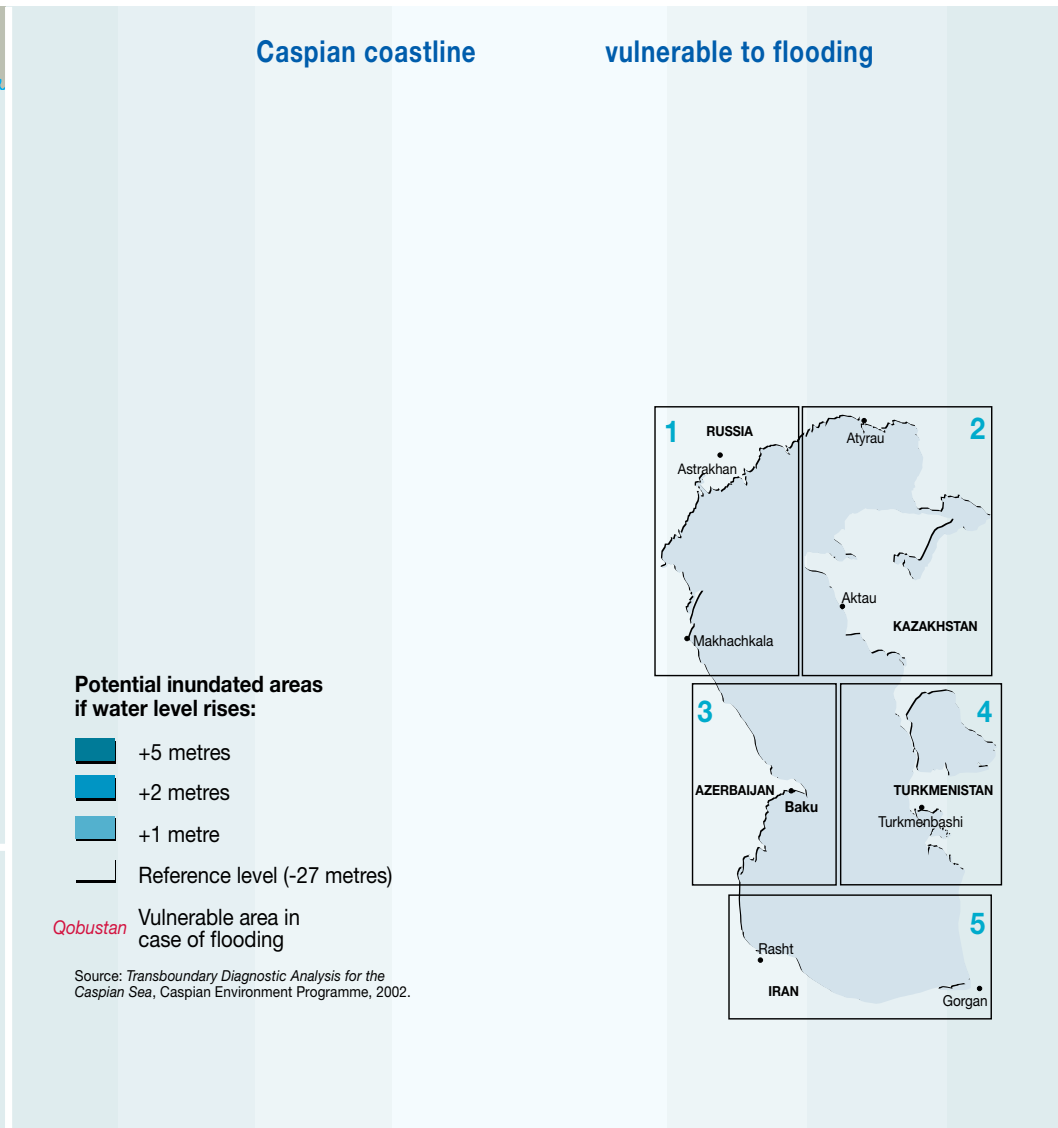 Caspian coastline vulnerable to flooding
1
RUSSIA
Astrakhan
Makhachkala
2
Atyrau
Aktau
KAZAKHSTAN
3
AZERBAIJAN
Baku
4
TURKMENISTAN
Turkmenbashi
5
Rasht
IRAN
Gorgan
Potential inundated areas
if water level rises:
+5 metres
+2 metres
+1 metre
Reference level (-27 metres)
Qobustan Vulnerable area in
case of flooding
Source: Transboundary Diagnostic Analysis for the
Caspian Sea, Caspian Environment Programme, 2002.